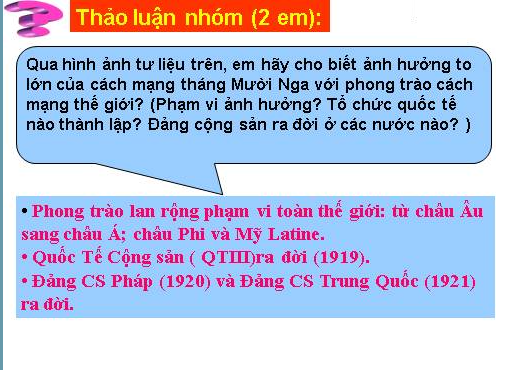 Thảo luận nhóm (2 em):
Qua hình ảnh tư liệu trên, em hãy cho biết ảnh hưởng to
lớn của cách mạng tháng Mười Nga với phong trào cách
mạng thế giới? (Phạm vi ảnh hưởng? Tổ chức quốc tế
nào thành lập? Đảng cộng sản ra đời ở các nước nào? )
• Phong trào lan rộng phạm vi toàn thế giới: từ châu Âu
sang châu Á; châu Phi và Mỹ Latine.
• Quốc Tế Cộng sản ( QTIII)ra đời (1919).
• Đảng CS Pháp (1920) và Đảng CS Trung Quốc (1921)
ra đời.